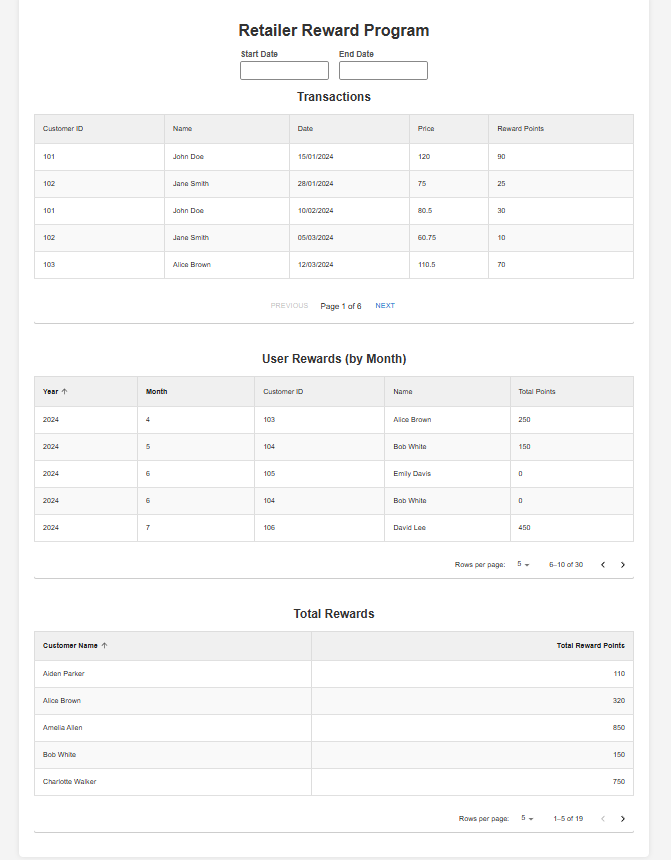 Retailer Reward Program
Start Date End Date
Transactions
Customer ID Name Date Price Reward Points
101 John Doe 15/01/2024 120 90
102 Jane Smith 28/01/2024 75 25
101 John Doe 10/02/2024 80.5 30
102 Jane Smith 05/03/2024 60.75 10
103 Alice Brown 12/03/2024 110.5 70
PREVIOUS Page 1 of 6 NEXT
User Rewards (by Month)
Year ↑ Month Customer ID Name Total Points
2024 4 103 Alice Brown 250
2024 5 104 Bob White 150
2024 6 105 Emily Davis 0
2024 6 104 Bob White 0
2024 7 106 David Lee 450
Rows per page: 5 6–10 of 30
Total Rewards
Customer Name ↑ Total Reward Points
Aiden Parker 110
Alice Brown 320
Amelia Allen 850
Bob White 150
Charlotte Walker 750
Rows per page: 5 1–5 of 19